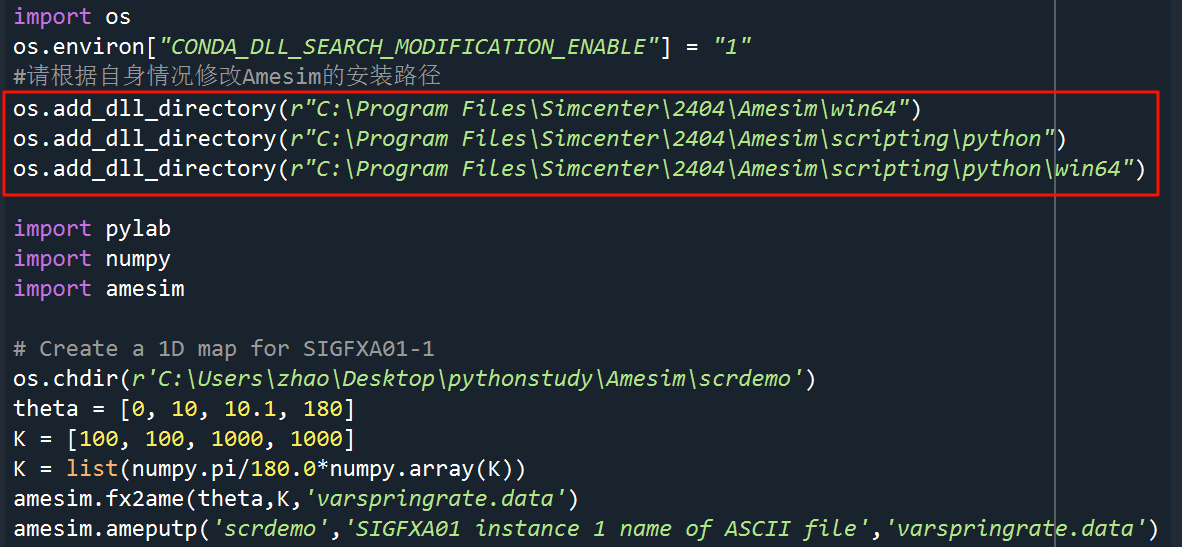 import os
os.environ["CONDA_DLL_SEARCH_MODIFICATION_ENABLE"] = "1"
#请根据自身情况修改Amesim的安装路径
os.add_dll_directory(r"C:\Program Files\Simcenter\2404\Amesim\win64")
os.add_dll_directory(r"C:\Program Files\Simcenter\2404\Amesim\scripting\python")
os.add_dll_directory(r"C:\Program Files\Simcenter\2404\Amesim\scripting\python\win64")
import pylab
import numpy
import amesim
# Create a 1D map for SIGFXA01-1
os.chdir(r'C:\Users\zhao\Desktop\pythonstudy\Amesim\scrdemo')
theta = [0, 10, 10.1, 180]
K = [100, 100, 1000, 1000]
K = list(numpy.pi/180.0*numpy.array(K))
amesim.fx2ame(theta,K,'varspringrate.data')
amesim.ameputp('scrdemo','SIGFXA01 instance 1 name of ASCII file','varspringrate.data')